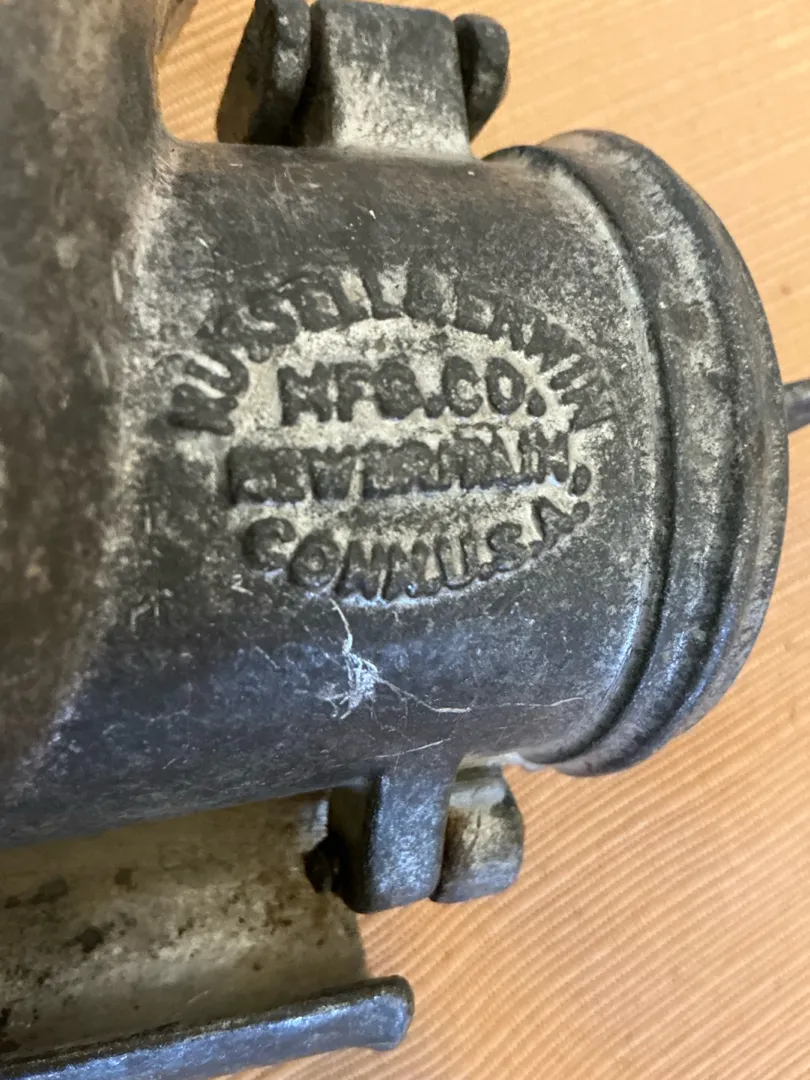 RUSSELL & ERWIN
MFG. CO.
NEW BRITAIN,
CONN. U.S.A.